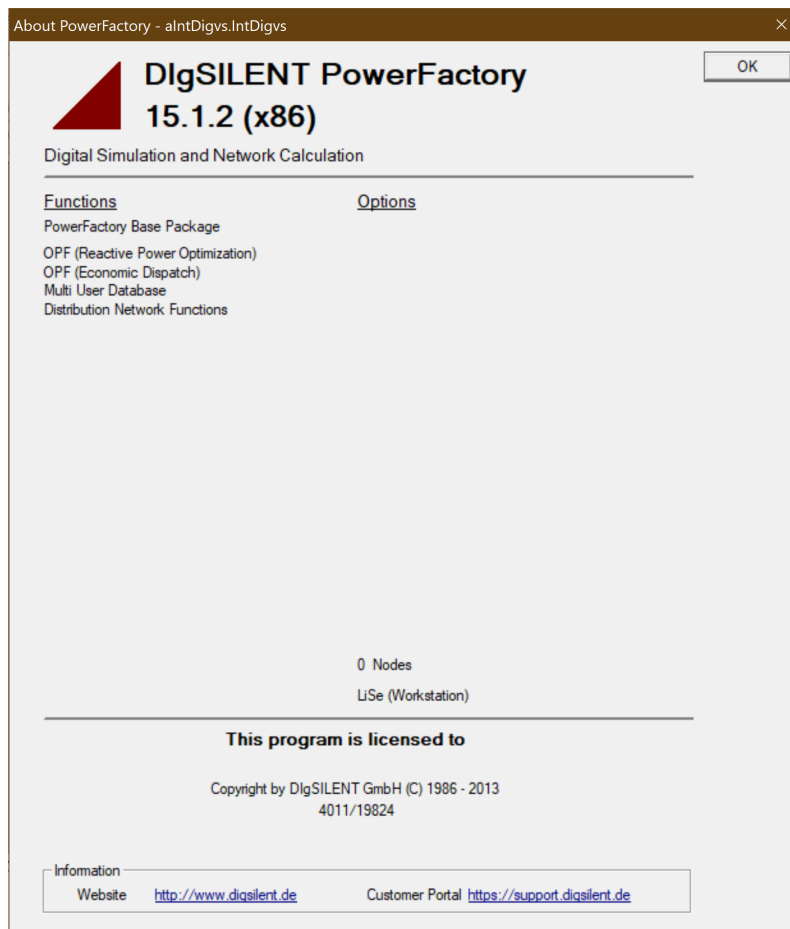 About PowerFactory - aIntDigvs.IntDigvs
OK
DIgSILENT PowerFactory
15.1.2 (x86)
Digital Simulation and Network Calculation
Functions Options
PowerFactory Base Package
OPF (Reactive Power Optimization)
OPF (Economic Dispatch)
Multi User Database
Distribution Network Functions
0 Nodes
LiSe (Workstation)
This program is licensed to
Copyright by DIgSILENT GmbH (C) 1986 - 2013
4011/19824
Information
Website http://www.digsilent.de Customer Portal https://support.digsilent.de